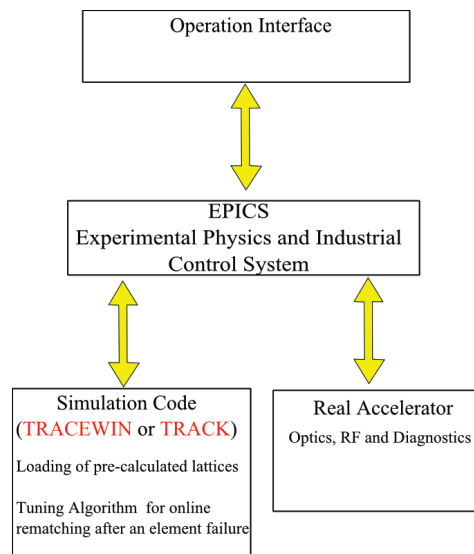 Operation Interface
EPICS
Experimental Physics and Industrial
Control System
Simulation Code
(TRACEWIN or TRACK)
Loading of pre-calculated lattices
Tuning Algorithm for online
rematching after an element failure
Real Accelerator
Optics, RF and Diagnostics